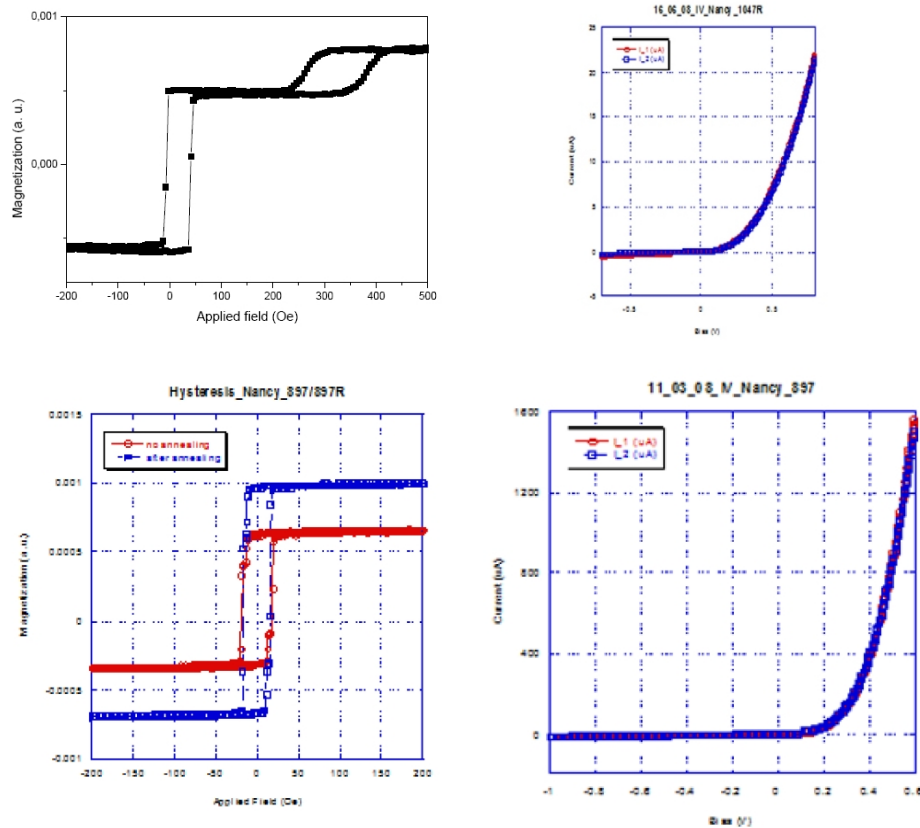 0,001
0,000
Magnetization (a. u.)
-200 -100 0 100 200 300 400 500
Applied field (Oe)
16_06_08_IV_Nancy_1047R
I_1 (uA)
I_2 (uA)
25
20
15
10
5
0
-5
Current (uA)
-0.5 0 0.5
Bias (V)
Hysteresis_Nancy_897/897R
no annealing
after annealing
0.0015
0.001
0.0005
0
-0.0005
-0.001
Magnetization (a. u.)
-200 -150 -100 -50 0 50 100 150 200
Applied Field (Oe)
11_03_08_IV_Nancy_897
I_1 (uA)
I_2 (uA)
1600
1200
800
400
0
Current (uA)
-1 -0.8 -0.6 -0.4 -0.2 0 0.2 0.4 0.6
Bias (V)